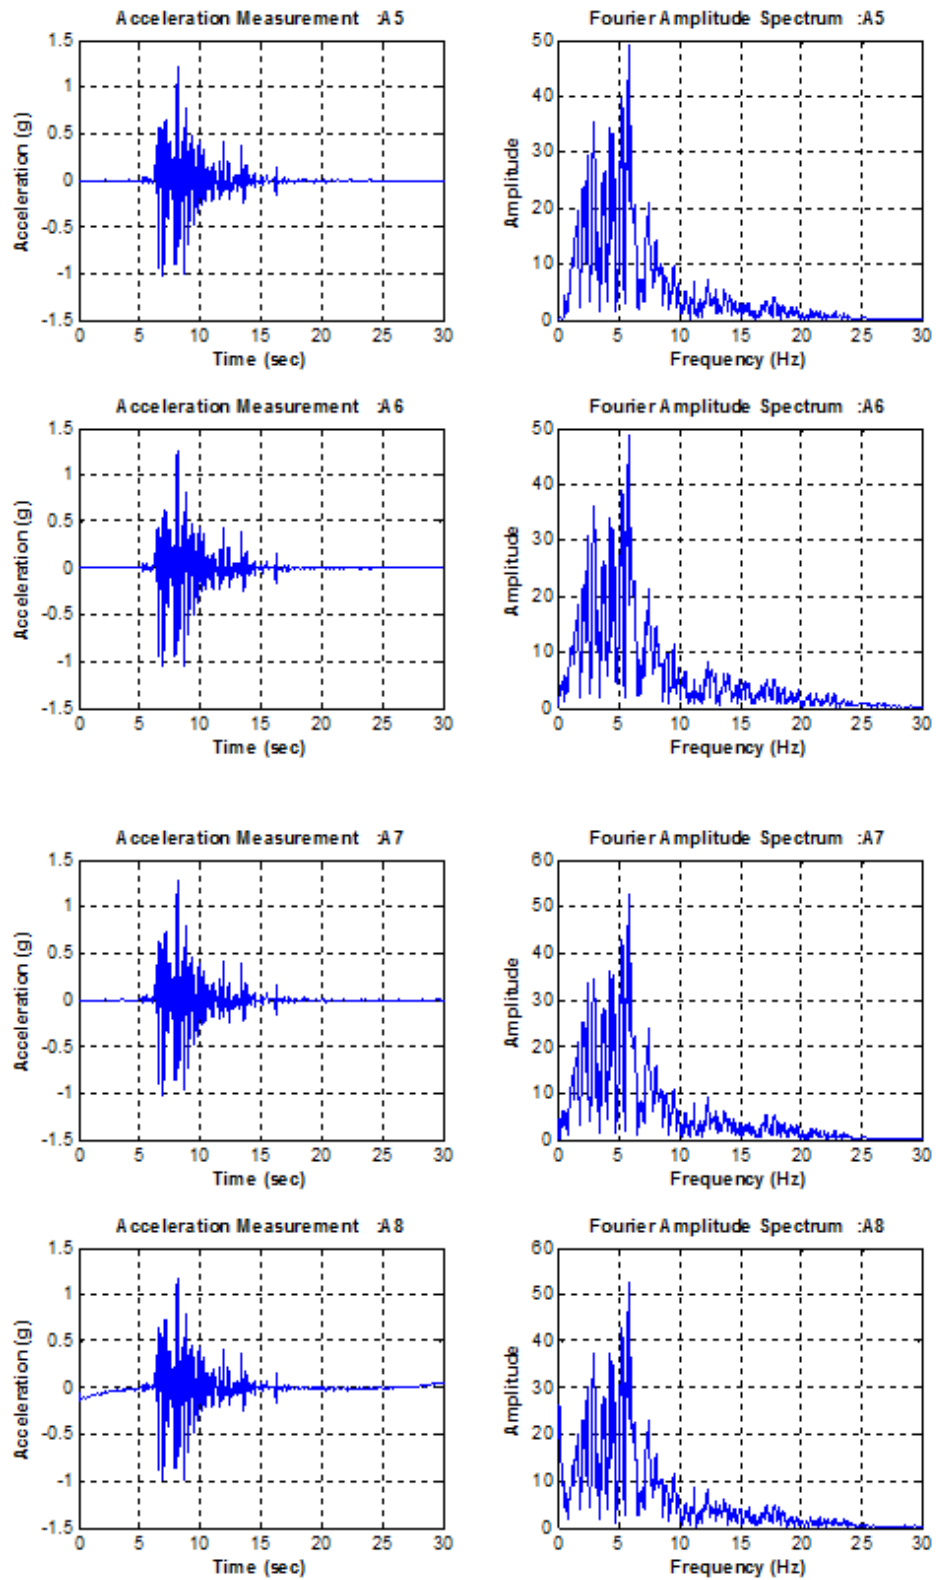 Acceleration Measurement :A5
Fourier Amplitude Spectrum :A5
1.5
1
0.5
0
-0.5
-1
-1.5
Acceleration (g)
0 5 10 15 20 25 30
Time (sec)
50
40
30
20
10
0
Amplitude
0 5 10 15 20 25 30
Frequency (Hz)
Acceleration Measurement :A6
Fourier Amplitude Spectrum :A6
1.5
1
0.5
0
-0.5
-1
-1.5
Acceleration (g)
0 5 10 15 20 25 30
Time (sec)
50
40
30
20
10
0
Amplitude
0 5 10 15 20 25 30
Frequency (Hz)
Acceleration Measurement :A7
Fourier Amplitude Spectrum :A7
1.5
1
0.5
0
-0.5
-1
-1.5
Acceleration (g)
0 5 10 15 20 25 30
Time (sec)
60
50
40
30
20
10
0
Amplitude
0 5 10 15 20 25 30
Frequency (Hz)
Acceleration Measurement :A8
Fourier Amplitude Spectrum :A8
1.5
1
0.5
0
-0.5
-1
-1.5
Acceleration (g)
0 5 10 15 20 25 30
Time (sec)
60
50
40
30
20
10
0
Amplitude
0 5 10 15 20 25 30
Frequency (Hz)